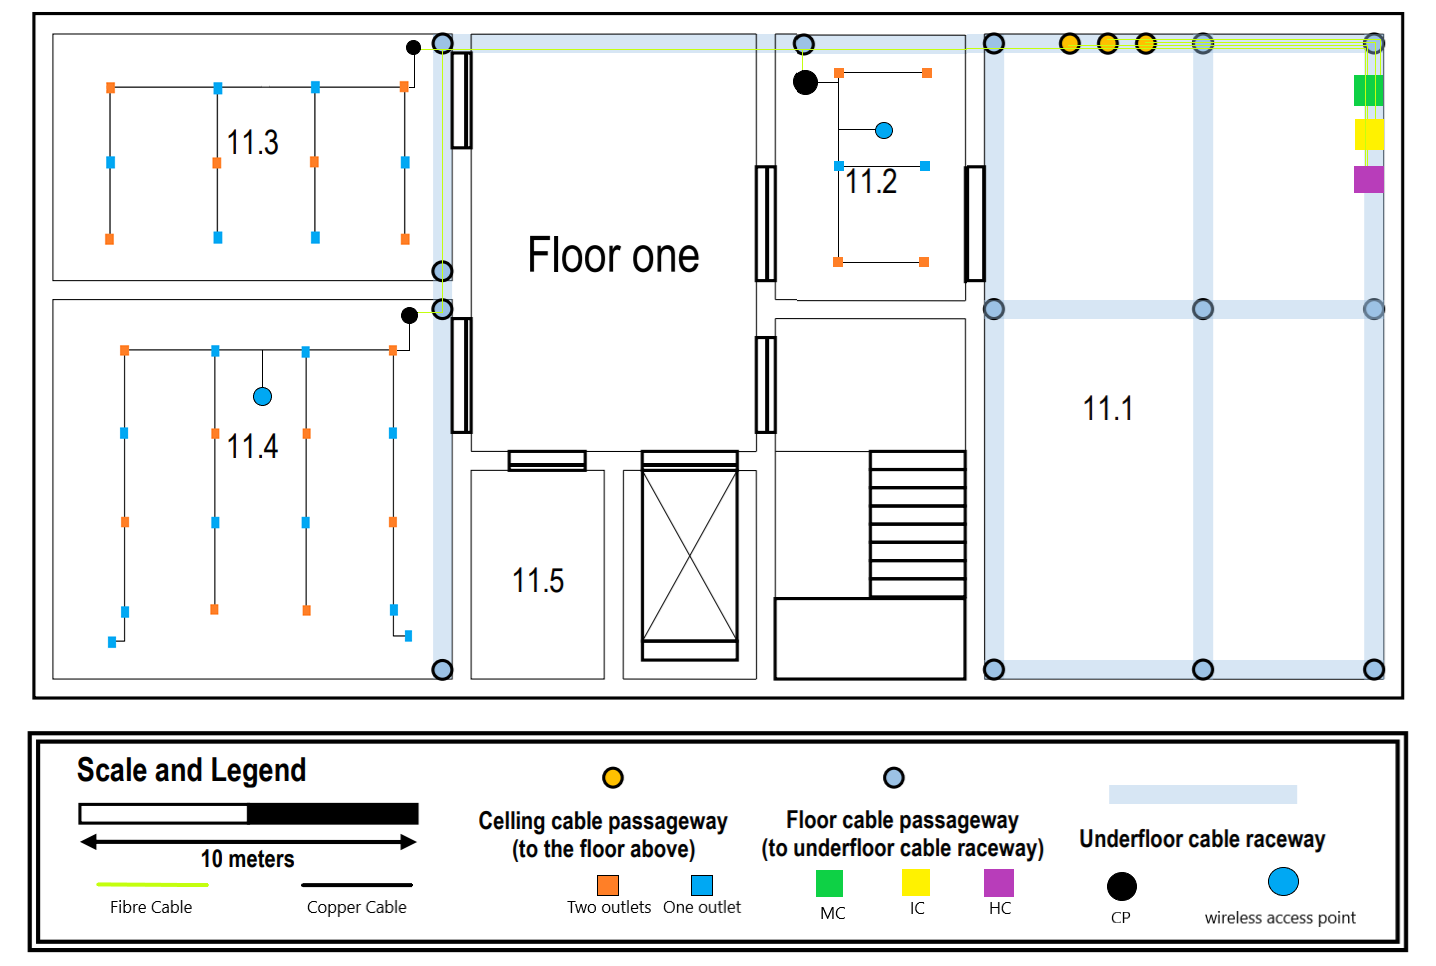 11.3
11.2
Floor one
11.1
11.4
11.5
Scale and Legend
10 meters
Fibre Cable
Copper Cable
Celling cable passageway
(to the floor above)
Two outlets
One outlet
Floor cable passageway
(to underfloor cable raceway)
MC
IC
HC
Underfloor cable raceway
CP
wireless access point